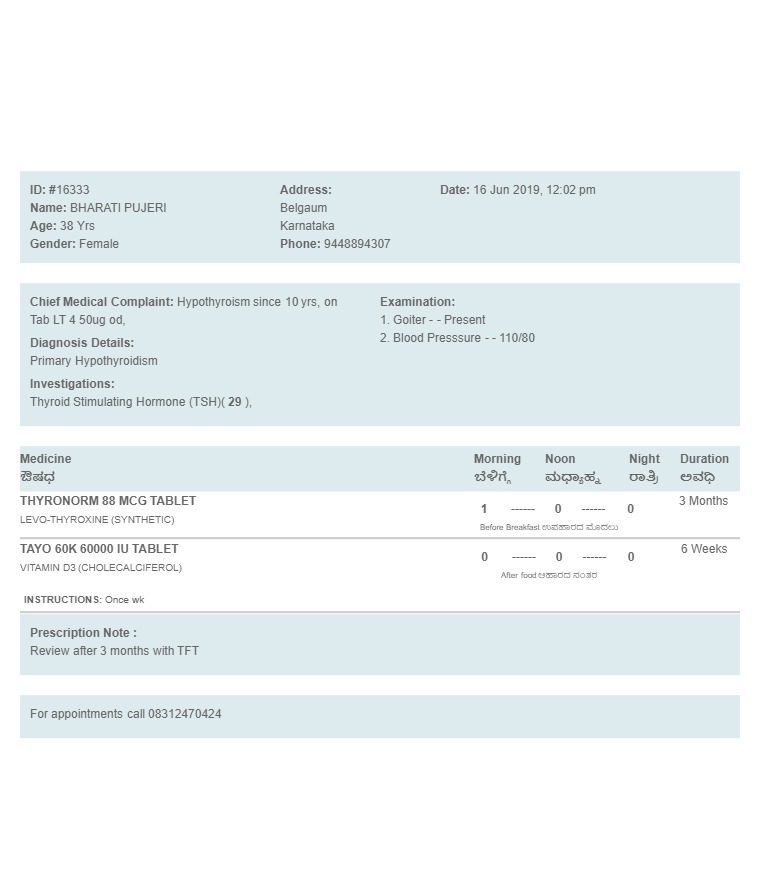 ID: #16333
Name: BHARATI PUJERI
Age: 38 Yrs
Gender: Female
Address:
Belgaum
Karnataka
Phone: 9448894307
Date: 16 Jun 2019, 12:02 pm
Chief Medical Complaint: Hypothyroism since 10 yrs, on
Tab LT 4 50ug od,
Diagnosis Details:
Primary Hypothyroidism
Investigations:
Thyroid Stimulating Hormone (TSH)( 29 ),
Examination:
1. Goiter - - Present
2. Blood Presssure - - 110/80
Medicine Morning Noon Night Duration
ಔಷಧ ಬೆಳಿಗ್ಗೆ ಮಧ್ಯಾಹ್ನ ರಾತ್ರಿ ಅವಧಿ
THYRONORM 88 MCG TABLET 3 Months
1 ------ 0 ------ 0
LEVO-THYROXINE (SYNTHETIC)
Before Breakfast ಉಪಹಾರದ ಮೊದಲು
TAYO 60K 60000 IU TABLET 6 Weeks
0 ------ 0 ------ 0
VITAMIN D3 (CHOLECALCIFEROL)
After food ಆಹಾರದ ನಂತರ
INSTRUCTIONS: Once wk
Prescription Note :
Review after 3 months with TFT
For appointments call 08312470424